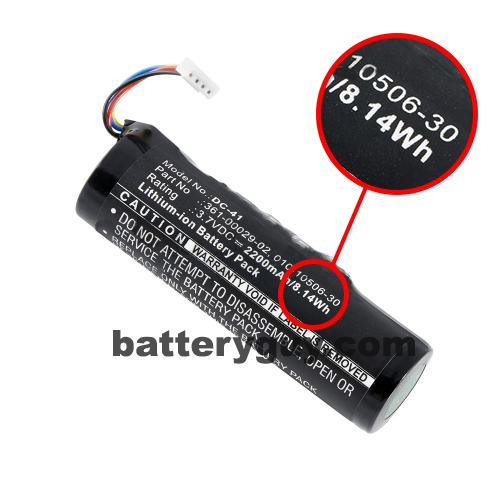 10506-30
h/8.14Wh
Model No.: DC-41
Part No :361-00029-02, 010-10506-30
Rating :3.7VDC = 2200mAh/8.14Wh
Lithium-ion Battery Pack
CAUTION: WARRANTY VOID IF LABEL IS REMOVED
DO NOT ATTEMPT TO DISASSEMBLE, OPEN OR
SERVICE THE BATTERY PACK
batteryguy.com